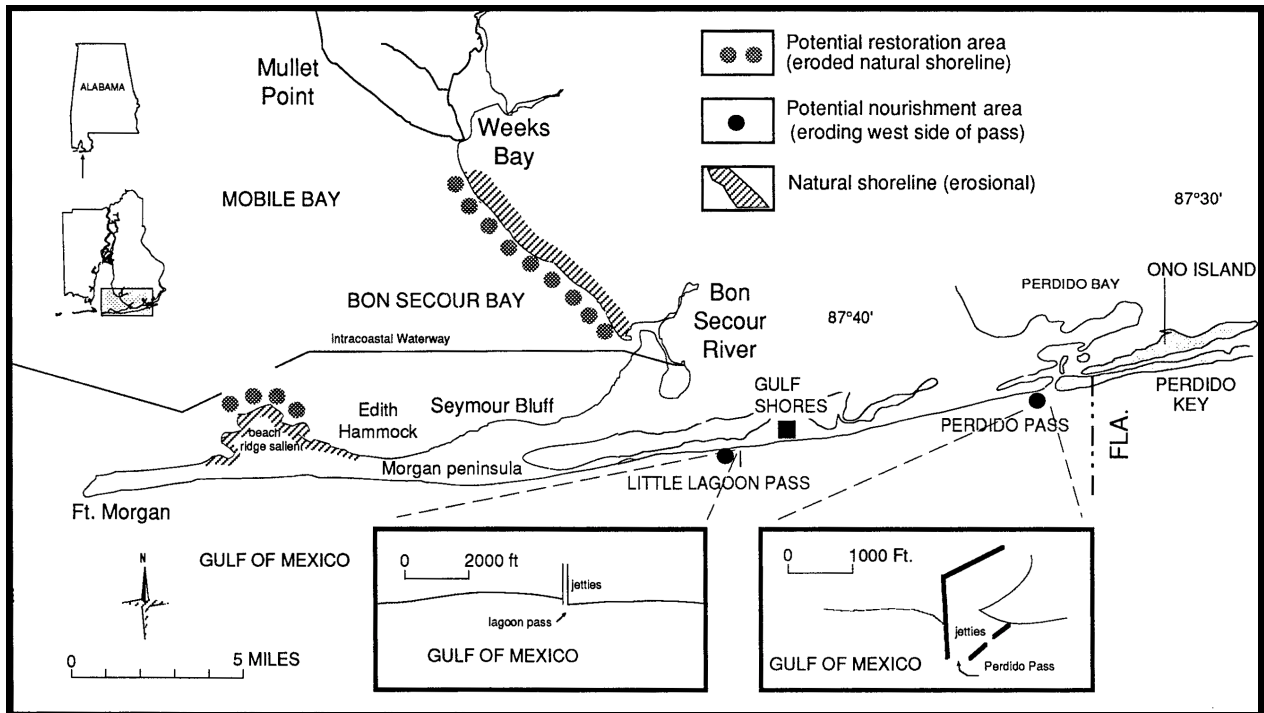 Mullet
Point
ALABAMA
Weeks
Bay
MOBILE BAY
BON SECOUR BAY
Intracoastal Waterway
Bon
Secour
River
Potential restoration area
(eroded natural shoreline)
Potential nourishment area
(eroding west side of pass)
Natural shoreline (erosional)
87°30'
87°40'
ONO ISLAND
PERDIDO BAY
PERDIDO
KEY
PERDIDO PASS
FLA.
GULF
SHORES
LITTLE LAGOON PASS
Edith
Hammock
Seymour Bluff
beach
ridge salien
Morgan peninsula
Ft. Morgan
GULF OF MEXICO
N
0 5 MILES
0 2000 ft
jetties
lagoon pass
GULF OF MEXICO
0 1000 Ft.
jetties
GULF OF MEXICO
Perdido Pass